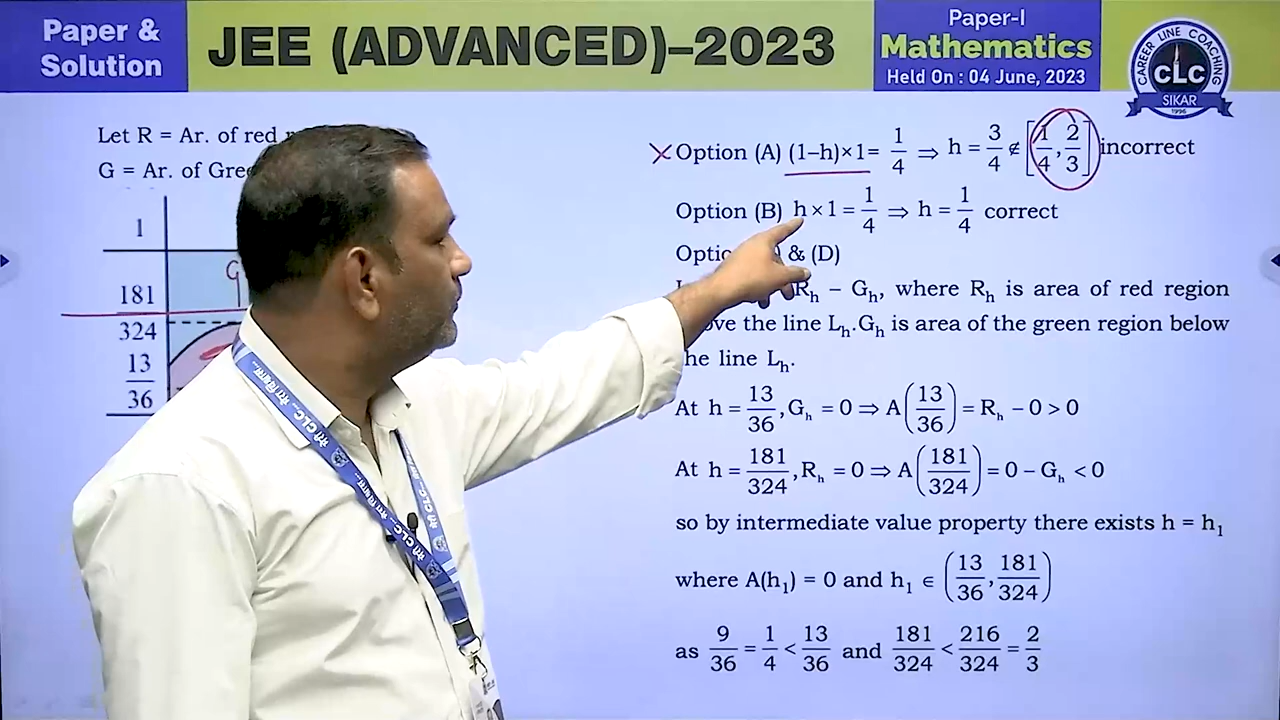 Paper &
Solution
JEE (ADVANCED)–2023
Paper-I
Mathematics
Held On : 04 June, 2023
CAREER LINE COACHING
CLC
SIKAR
1996
Let R = Ar. of red
G = Ar. of
1
181
324
13
36
G
× Option (A) (1–h)×1= 1/4 ⇒ h = 3/4 ∉ [1/4, 2/3] incorrect
Option (B) h×1 = 1/4 ⇒ h = 1/4 correct
& (D)
R_h – G_h, where R_h is area of red region
the line L_h. G_h is area of the green region below
the line L_h.
At h = 13/36, G_h = 0 ⇒ A(13/36) = R_h – 0 > 0
At h = 181/324, R_h = 0 ⇒ A(181/324) = 0 – G_h < 0
so by intermediate value property there exists h = h_1
where A(h_1) = 0 and h_1 ∈ (13/36, 181/324)
as 9/36 = 1/4 < 13/36 and 181/324 < 216/324 = 2/3
CLC